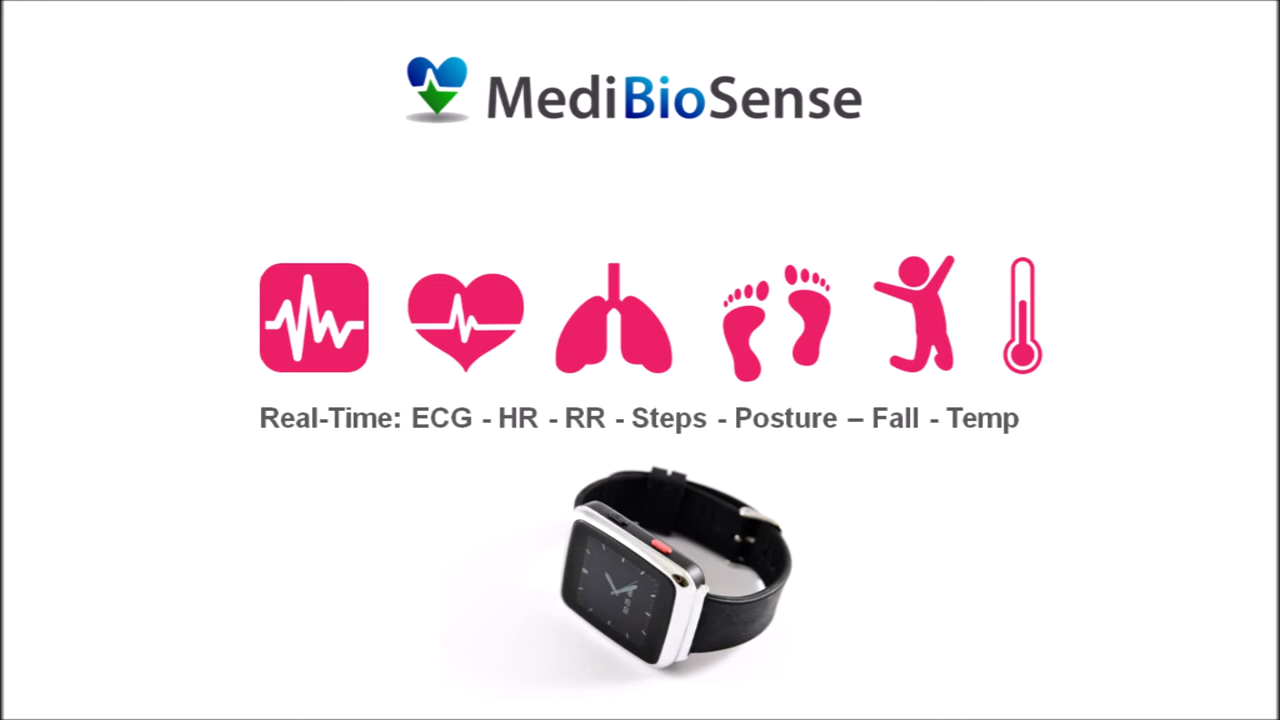 MediBioSense
Real-Time: ECG - HR - RR - Steps - Posture – Fall - Temp